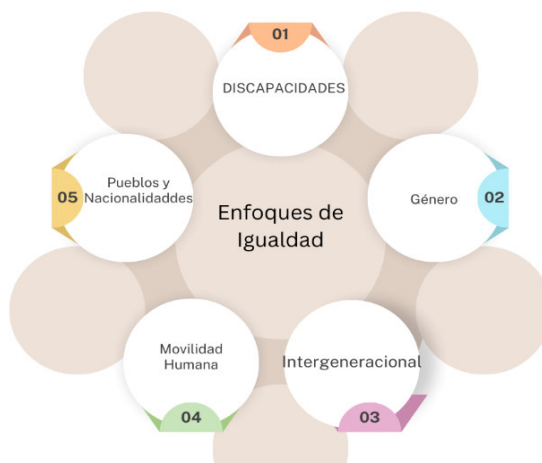 01
DISCAPACIDADES
02
Género
03
Intergeneracional
04
Movilidad
Humana
05
Pueblos y
Nacionalidaddes
Enfoques de
Igualdad